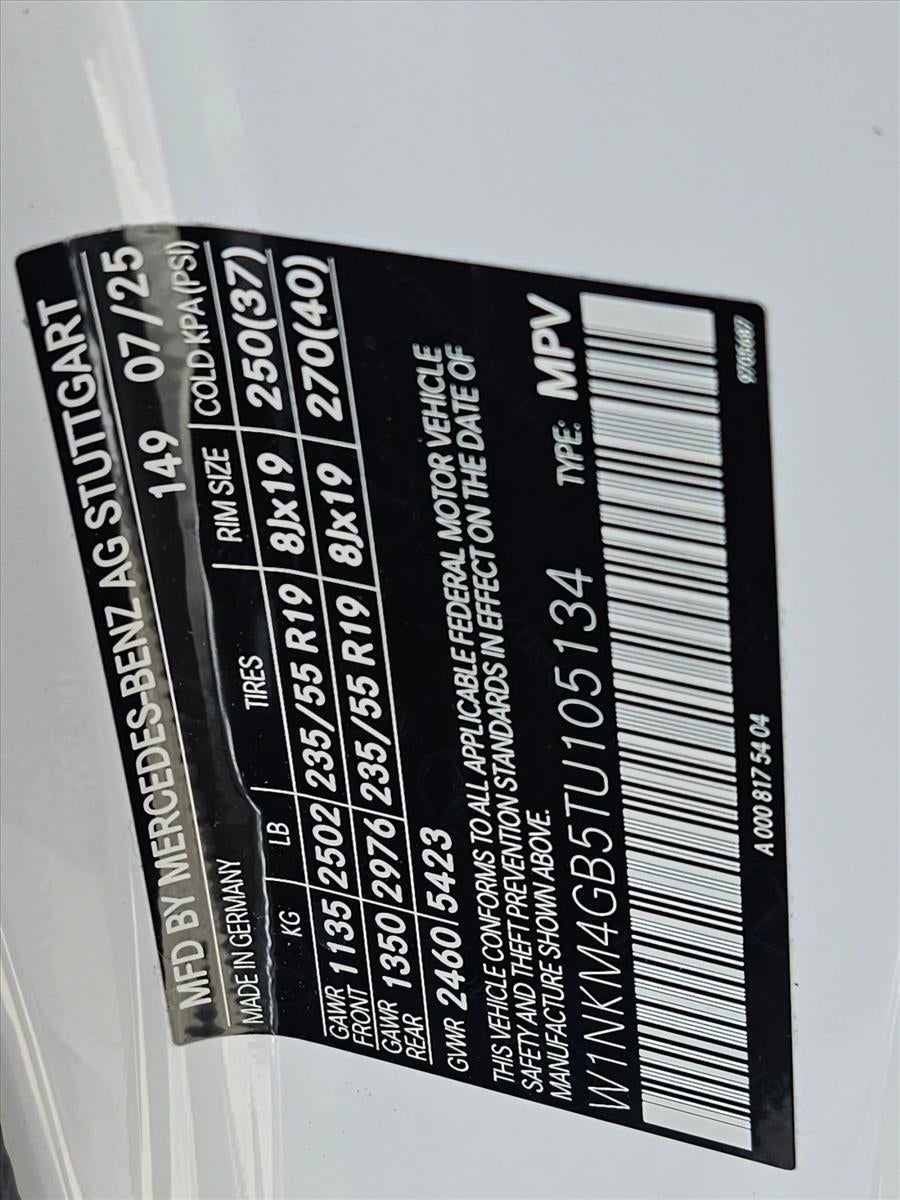 MFD BY MERCEDES-BENZ AG STUTTGART
MADE IN GERMANY 149 07/25
KG LB TIRES RIM SIZE COLD KPA(PSI)
GAWR FRONT 1135 2502 235/55 R19 8Jx19 250(37)
GAWR REAR 1350 2976 235/55 R19 8Jx19 270(40)
GVWR 2460 5423
THIS VEHICLE CONFORMS TO ALL APPLICABLE FEDERAL MOTOR VEHICLE
SAFETY AND THEFT PREVENTION STANDARDS IN EFFECT ON THE DATE OF
MANUFACTURE SHOWN ABOVE.
W1NKM4GB5TU105134 TYPE: MPV
A 000 817 54 04